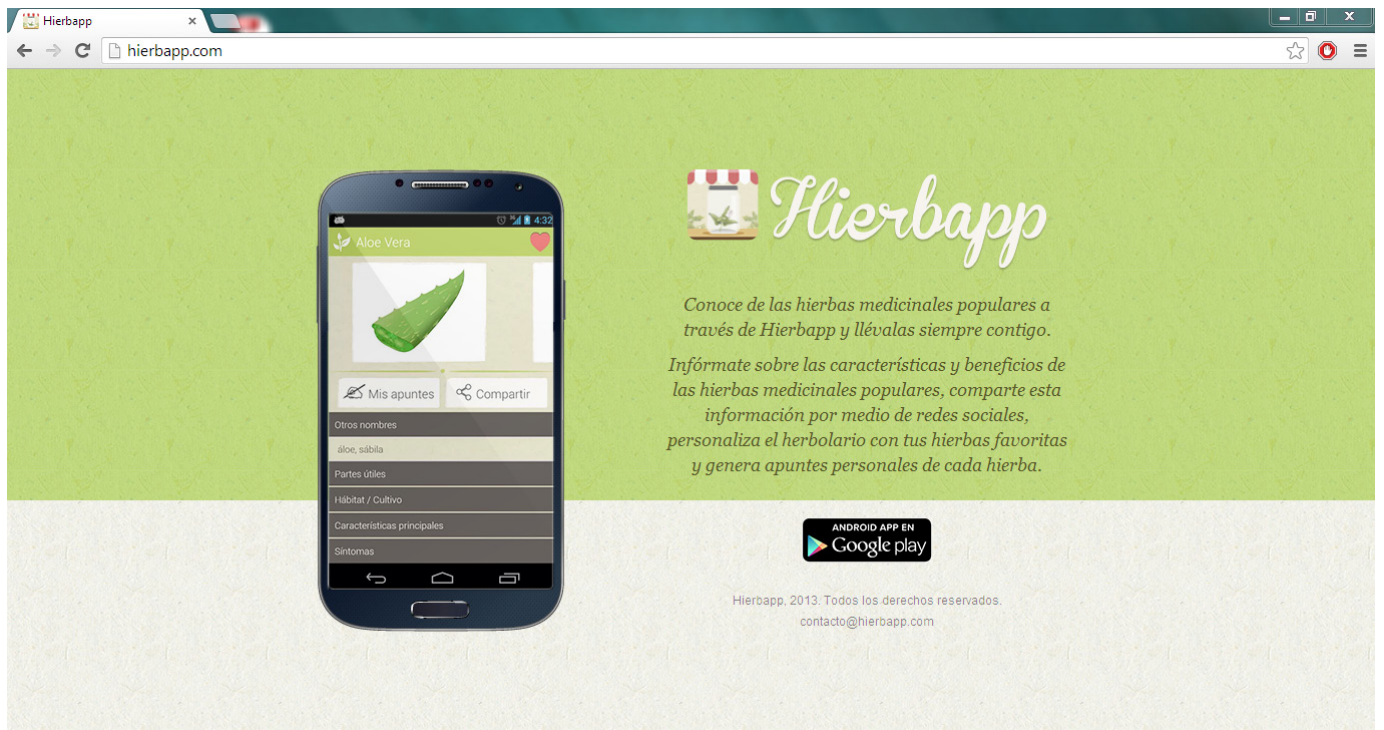 Hierbapp
hierbapp.com
4:32
Aloe Vera
Mis apuntes
Compartir
Otros nombres
áloe, sábila
Partes útiles
Hábitat / Cultivo
Características principales
Síntomas
Hierbapp
Conoce de las hierbas medicinales populares a
través de Hierbapp y llévalas siempre contigo.
Infórmate sobre las características y beneficios de
las hierbas medicinales populares, comparte esta
información por medio de redes sociales,
personaliza el herbolario con tus hierbas favoritas
y genera apuntes personales de cada hierba.
ANDROID APP EN
Google play
Hierbapp, 2013. Todos los derechos reservados.
contacto@hierbapp.com